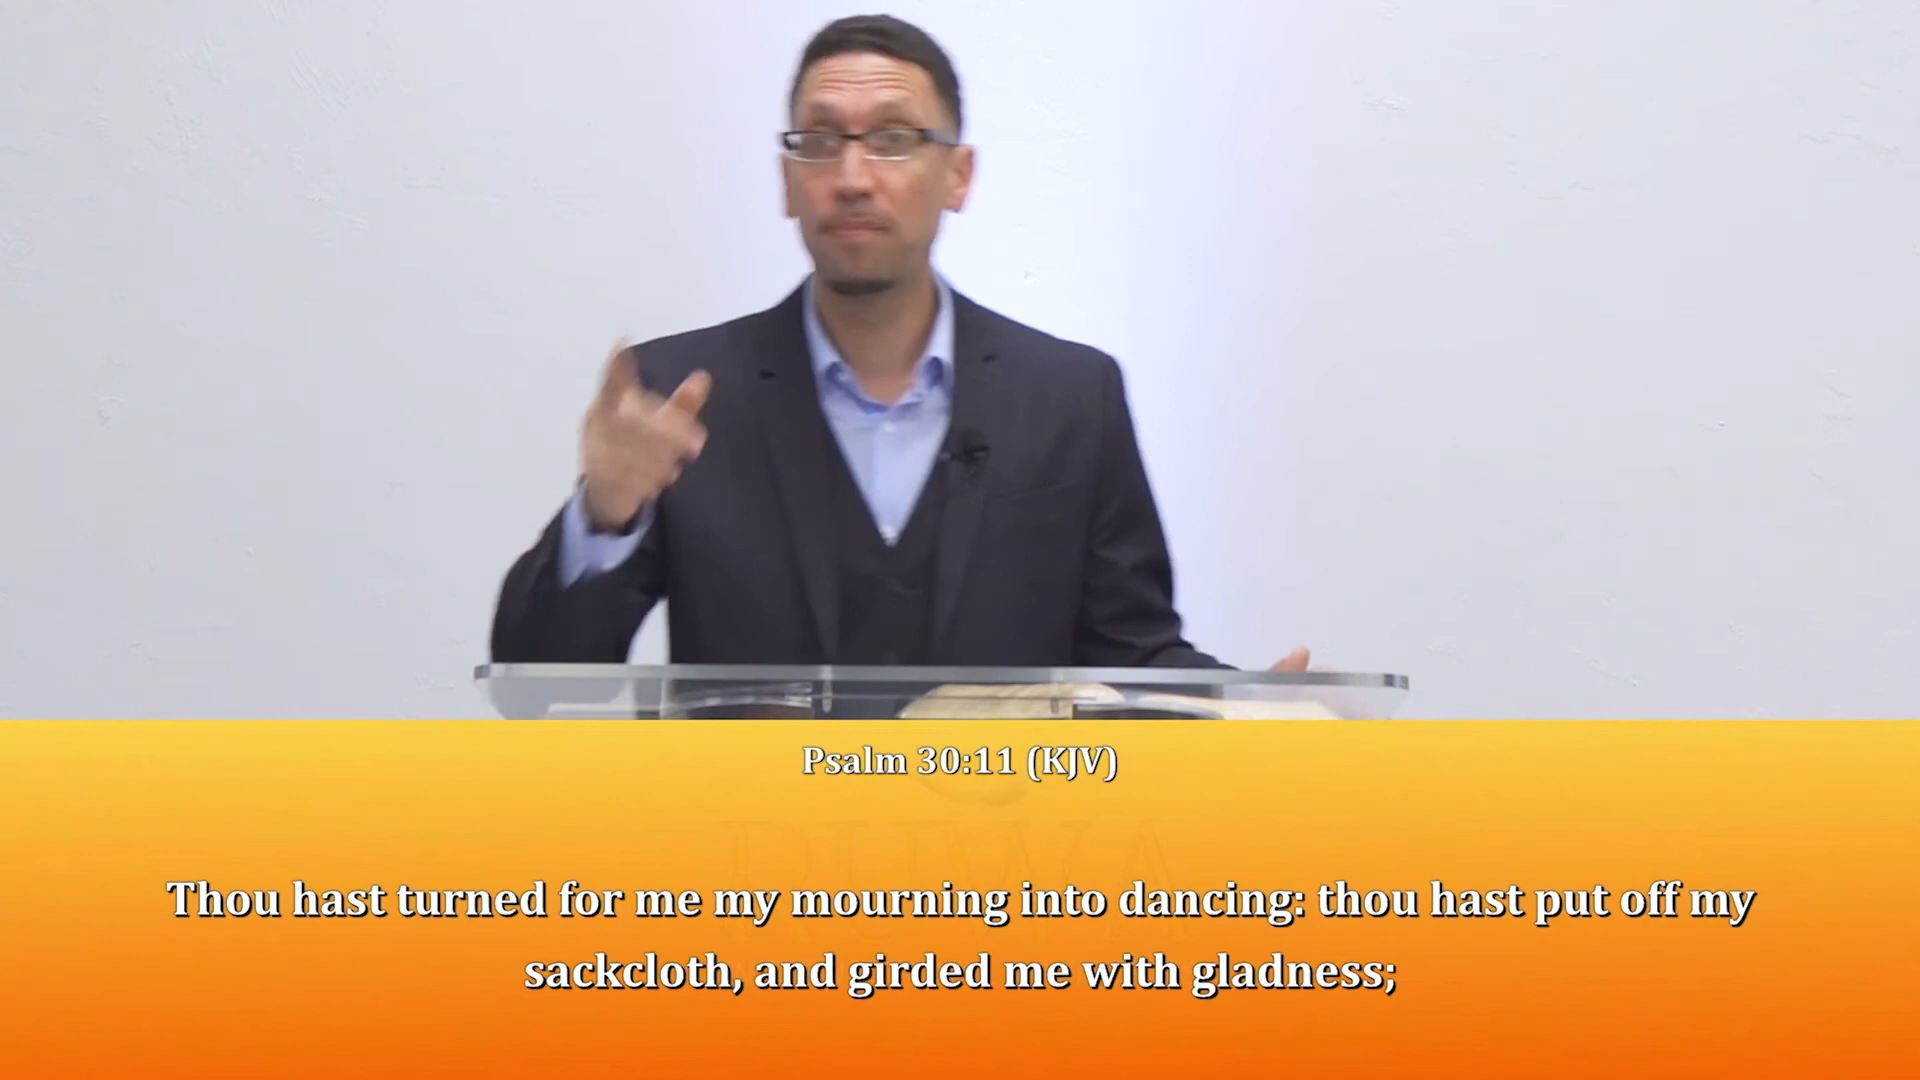 Psalm 30:11 (KJV)
Thou hast turned for me my mourning into dancing: thou hast put off my
sackcloth, and girded me with gladness;